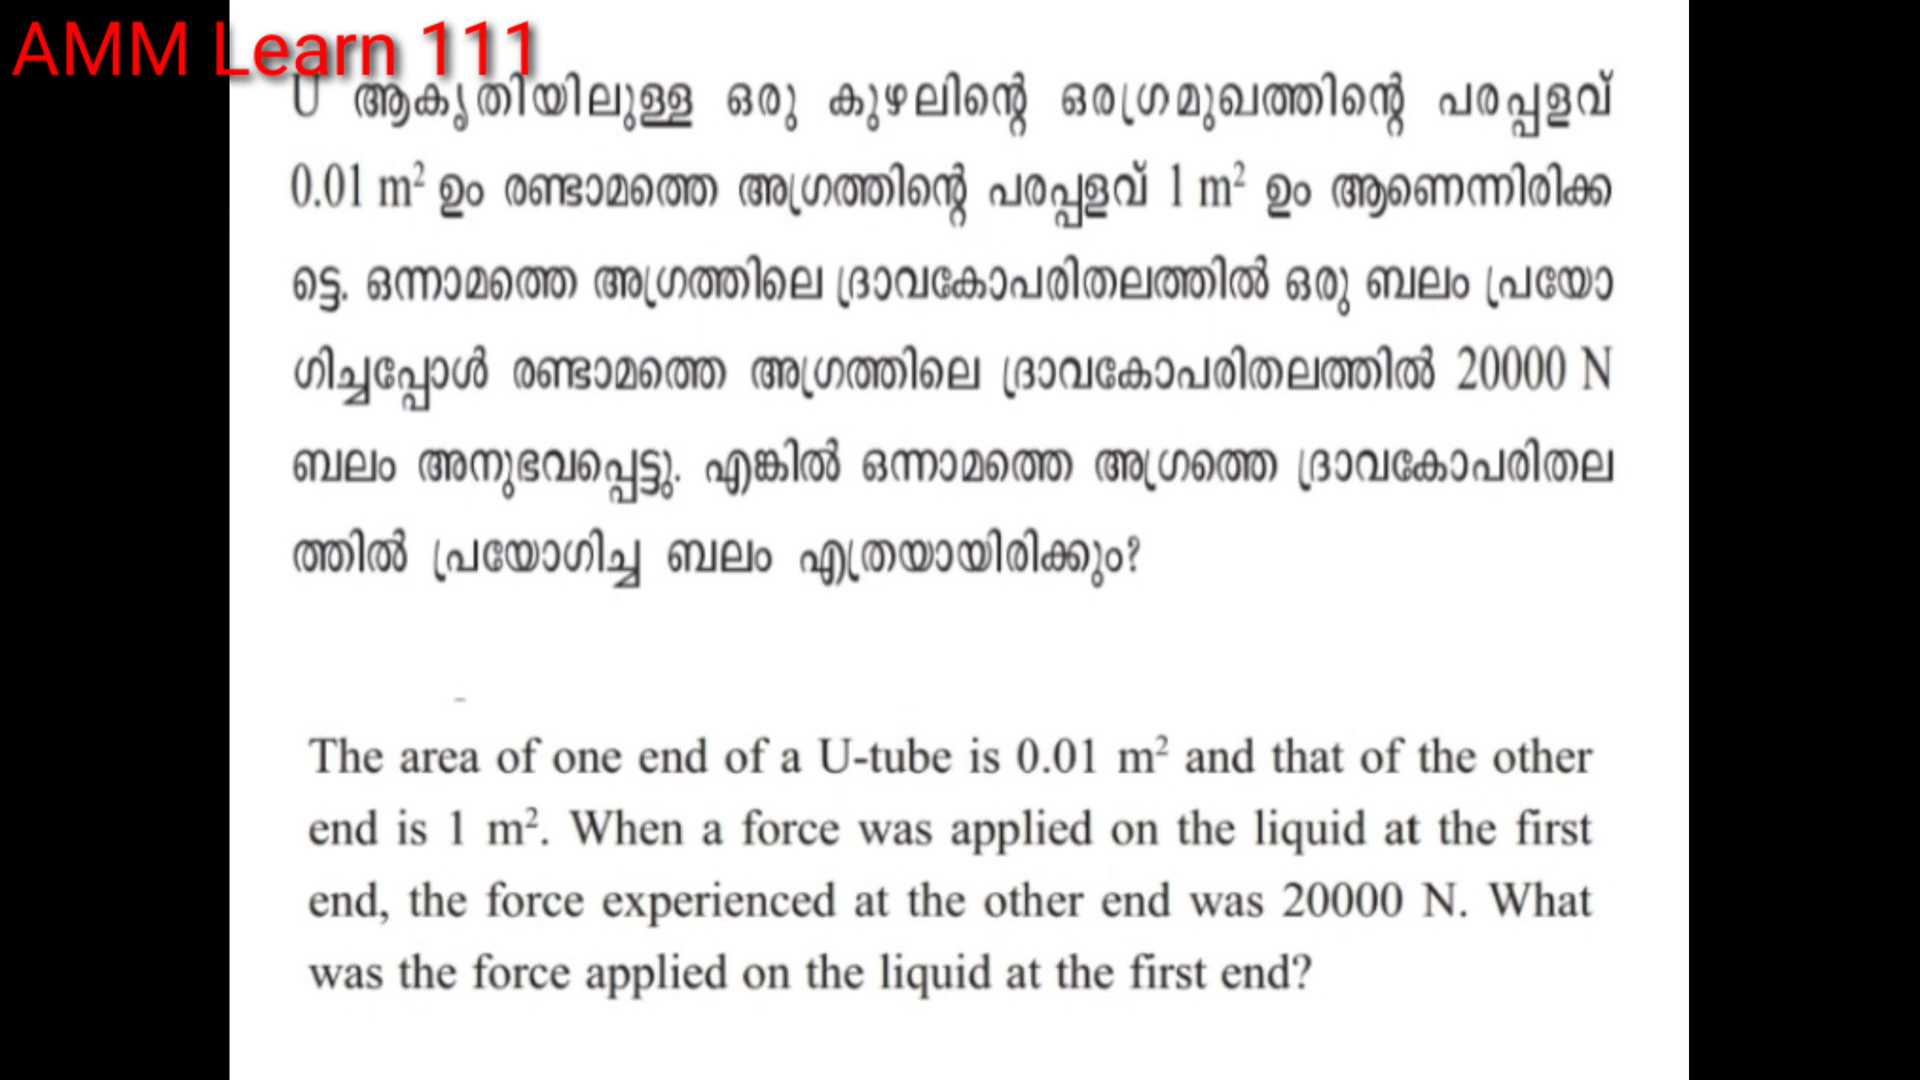 AMM Learn 111
U ആകൃതിയിലുള്ള ഒരു കുഴലിന്റെ ഒരഗ്രമുഖത്തിന്റെ പരപ്പളവ്
0.01 m² ഉം രണ്ടാമത്തെ അഗ്രത്തിന്റെ പരപ്പളവ് 1 m² ഉം ആണെന്നിരിക്ക
ട്ടെ. ഒന്നാമത്തെ അഗ്രത്തിലെ ദ്രാവകോപരിതലത്തിൽ ഒരു ബലം പ്രയോ
ഗിച്ചപ്പോൾ രണ്ടാമത്തെ അഗ്രത്തിലെ ദ്രാവകോപരിതലത്തിൽ 20000 N
ബലം അനുഭവപ്പെട്ടു. എങ്കിൽ ഒന്നാമത്തെ അഗ്രത്തെ ദ്രാവകോപരിതല
ത്തിൽ പ്രയോഗിച്ച ബലം എത്രയായിരിക്കും?
The area of one end of a U-tube is 0.01 m² and that of the other
end is 1 m². When a force was applied on the liquid at the first
end, the force experienced at the other end was 20000 N. What
was the force applied on the liquid at the first end?